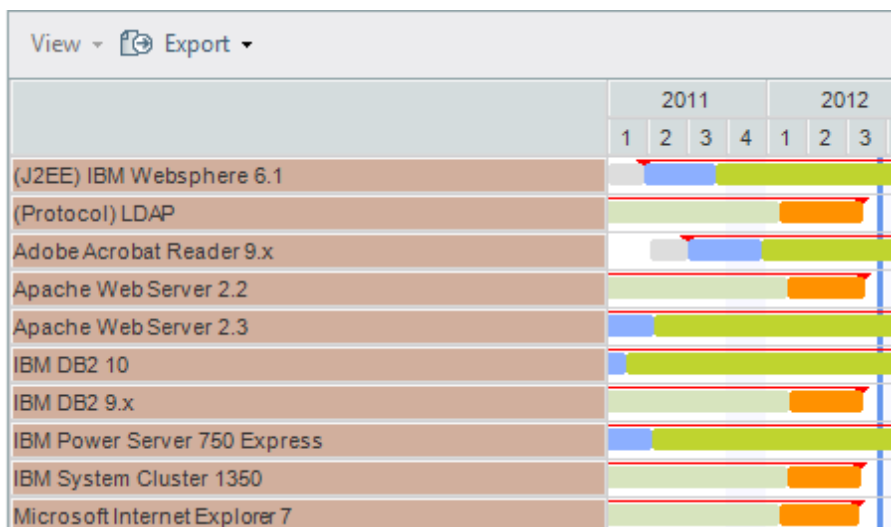 View Export
2011 2012
1 2 3 4 1 2 3
(J2EE) IBM Websphere 6.1
(Protocol) LDAP
Adobe Acrobat Reader 9.x
Apache Web Server 2.2
Apache Web Server 2.3
IBM DB2 10
IBM DB2 9.x
IBM Power Server 750 Express
IBM System Cluster 1350
Microsoft Internet Explorer 7